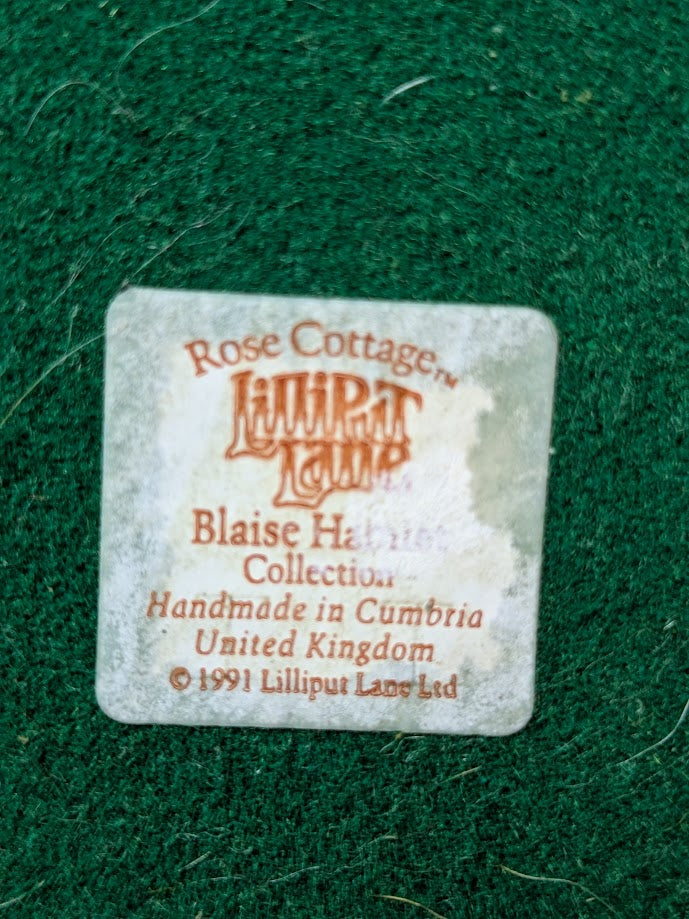 Rose Cottage™
Lilliput
Lane
Blaise
Collection
Handmade in Cumbria
United Kingdom
© 1991 Lilliput Lane Ltd